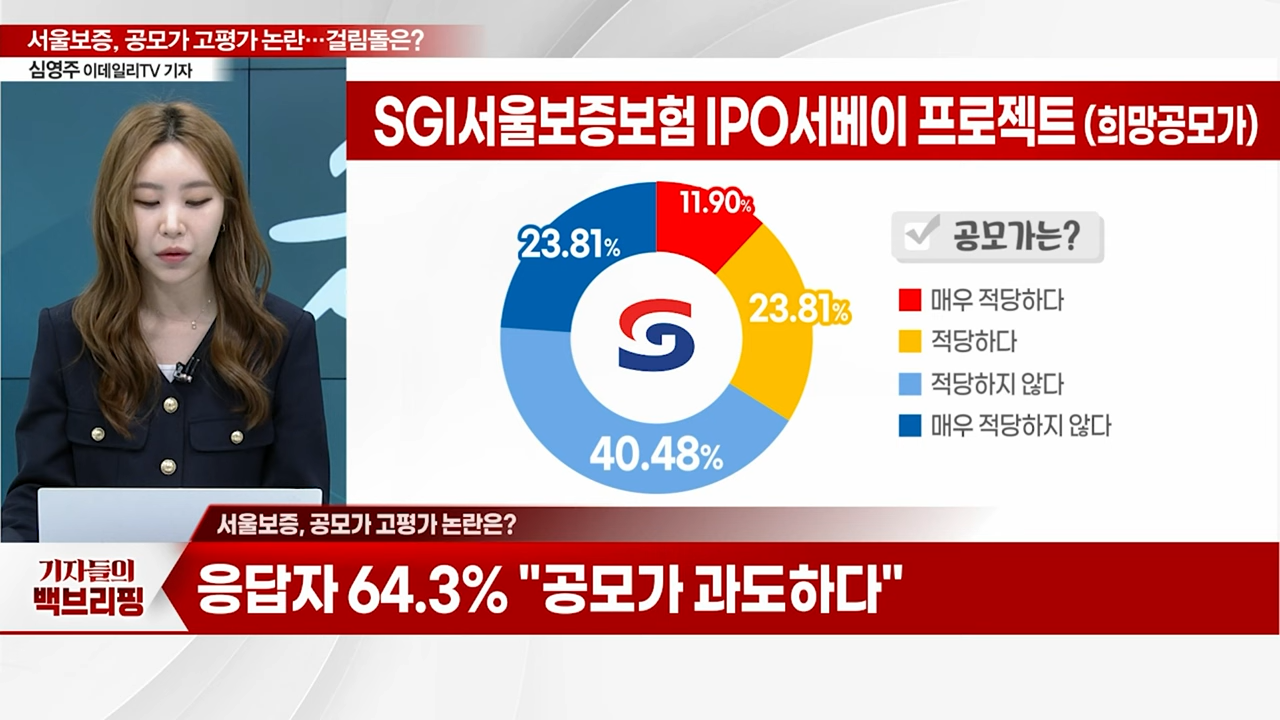 서울보증, 공모가 고평가 논란…걸림돌은?
심영주 이데일리TV 기자
SGI서울보증보험 IPO서베이 프로젝트 (희망공모가)
11.90%
23.81%
23.81%
40.48%
공모가는?
매우 적당하다
적당하다
적당하지 않다
매우 적당하지 않다
서울보증, 공모가 고평가 논란은?
기자들의
백브리핑
응답자 64.3% "공모가 과도하다"